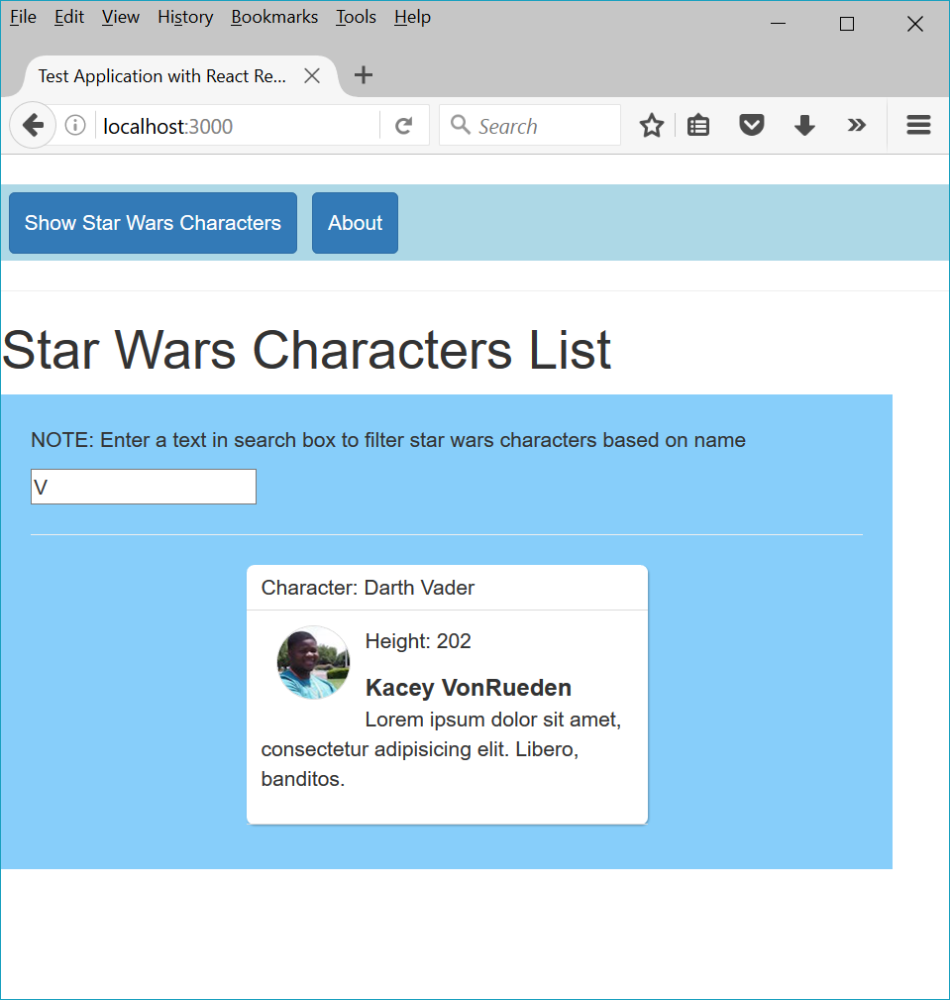 File Edit View History Bookmarks Tools Help
Test Application with React Re...
localhost:3000
Search
Show Star Wars Characters About
Star Wars Characters List
NOTE: Enter a text in search box to filter star wars characters based on name
V
Character: Darth Vader
Height: 202
Kacey VonRueden
Lorem ipsum dolor sit amet,
consectetur adipisicing elit. Libero,
banditos.